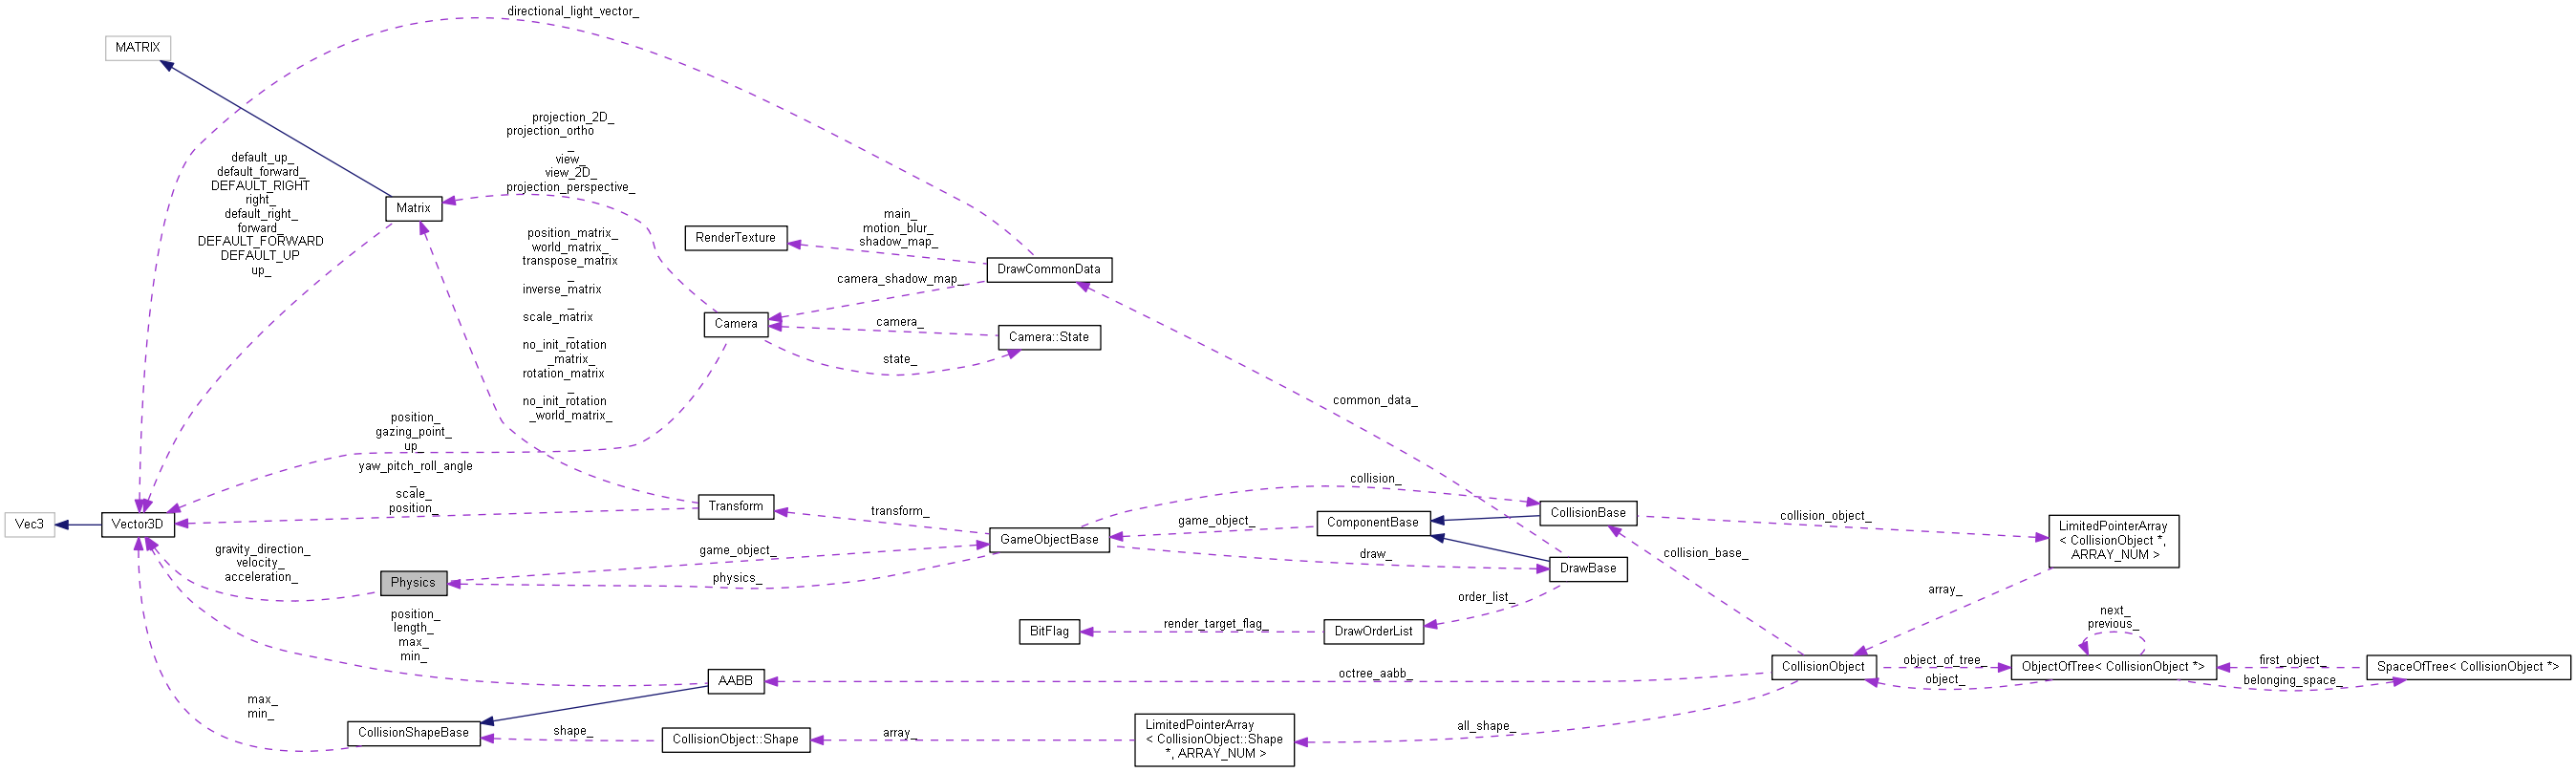 directional_light_vector_
MATRIX
projection_2D_
projection_ortho
_
view_
view_2D_
projection_perspective_
default_up_
default_forward_
DEFAULT_RIGHT
right_
default_right_
forward_
DEFAULT_FORWARD
DEFAULT_UP
up_
Matrix
main_
motion_blur_
shadow_map_
RenderTexture
position_matrix_
world_matrix_
transpose_matrix
_
inverse_matrix
_
scale_matrix
_
no_init_rotation
_matrix_
rotation_matrix
_
no_init_rotation
_world_matrix_
DrawCommonData
camera_shadow_map_
Camera
camera_
Camera::State
state_
common_data_
position_
gazing_point_
up_
yaw_pitch_roll_angle
_
scale_
position_
collision_
Transform
transform_
Vec3
Vector3D
GameObjectBase
game_object_
ComponentBase
CollisionBase
collision_object_
LimitedPointerArray
< CollisionObject *,
ARRAY_NUM >
gravity_direction_
velocity_
acceleration_
game_object_
draw_
collision_base_
Physics
physics_
DrawBase
order_list_
array_
position_
length_
max_
min_
BitFlag
render_target_flag_
DrawOrderList
next_
previous_
AABB
octree_aabb_
CollisionObject
object_of_tree_
object_
ObjectOfTree< CollisionObject *>
first_object_
belonging_space_
SpaceOfTree< CollisionObject *>
max_
min_
CollisionShapeBase
shape_
CollisionObject::Shape
array_
LimitedPointerArray
< CollisionObject::Shape
*, ARRAY_NUM >
all_shape_